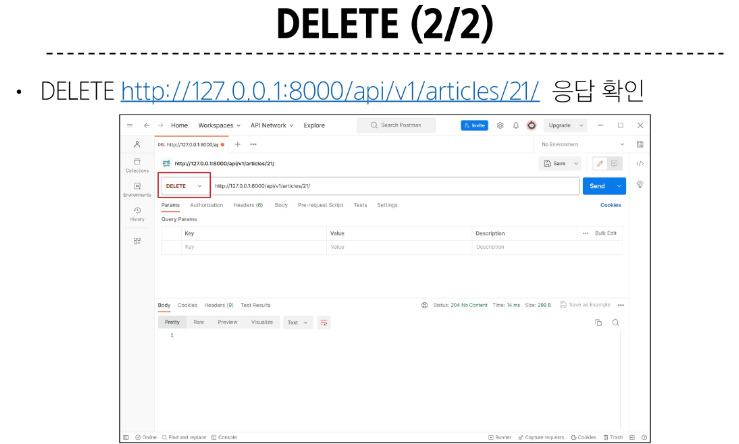 DELETE (2/2)
• DELETE http://127.0.0.1:8000/api/v1/articles/21/ 응답 확인
Home Workspaces API Network Explore Search Postman Invite Upgrade
DEL http://127.0.0.1:8000/ap No Environment
http://127.0.0.1:8000/api/v1/articles/21/ Save
Collections
DELETE http://127.0.0.1:8000/api/v1/articles/21/ Send
Environments
Params Authorization Headers (6) Body Pre-request Script Tests Settings Cookies
History
Query Params
Key Value Description Bulk Edit
Key Value Description
Body Cookies Headers (9) Test Results Status: 204 No Content Time: 14 ms Size: 298 B Save as Example
Pretty Raw Preview Visualize Text
1
Online Find and replace Console Runner Capture requests Cookies Trash